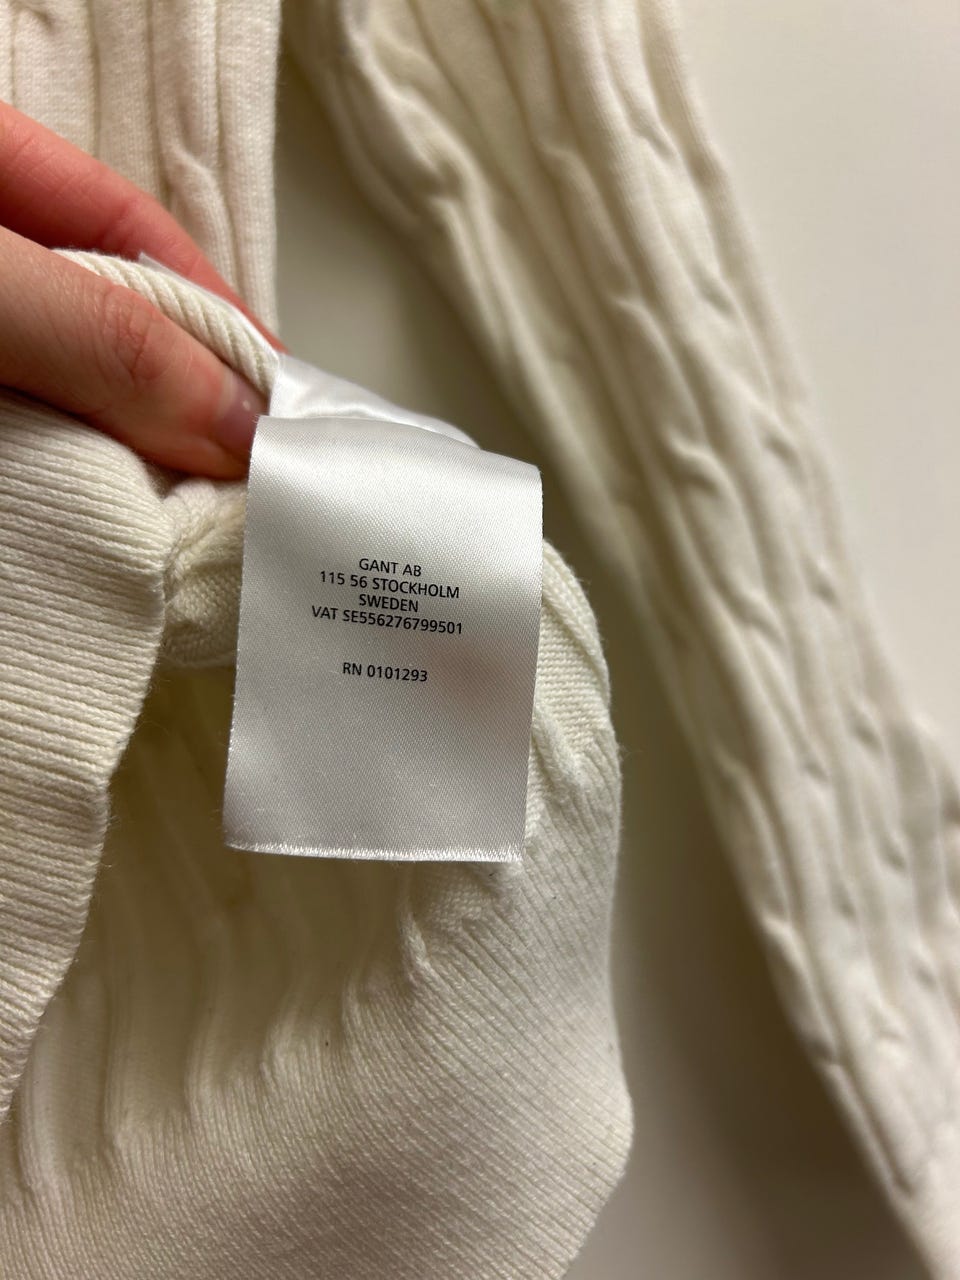 GANT AB
115 56 STOCKHOLM
SWEDEN
VAT SE556276799501
RN 0101293